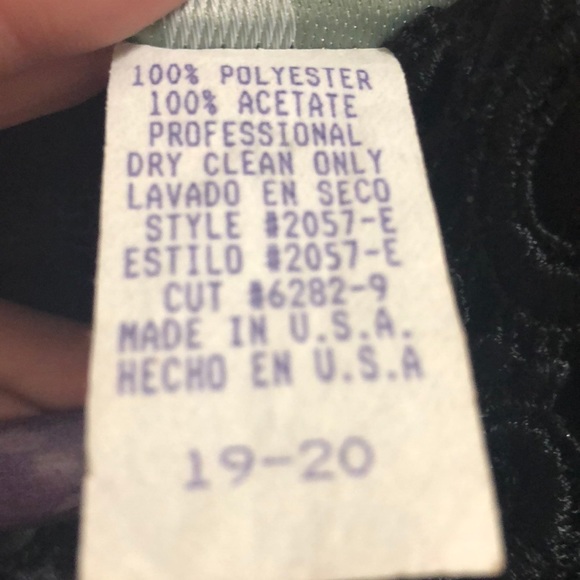 100% POLYESTER
100% ACETATE
PROFESSIONAL
DRY CLEAN ONLY
LAVADO EN SECO
STYLE #2057-E
ESTILO #2057-E
CUT #6282-9
MADE IN U.S.A.
HECHO EN U.S.A
19-20